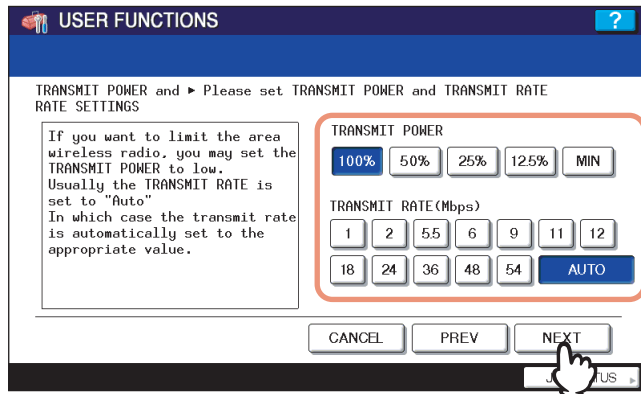 USER FUNCTIONS
?
TRANSMIT POWER and ▸ Please set TRANSMIT POWER and TRANSMIT RATE
RATE SETTINGS
If you want to limit the area
wireless radio, you may set the
TRANSMIT POWER to low.
Usually the TRANSMIT RATE is
set to "Auto"
In which case the transmit rate
is automatically set to the
appropriate value.
TRANSMIT POWER
100% 50% 25% 12.5% MIN
TRANSMIT RATE(Mbps)
1 2 5.5 6 9 11 12
18 24 36 48 54 AUTO
CANCEL PREV NEXT